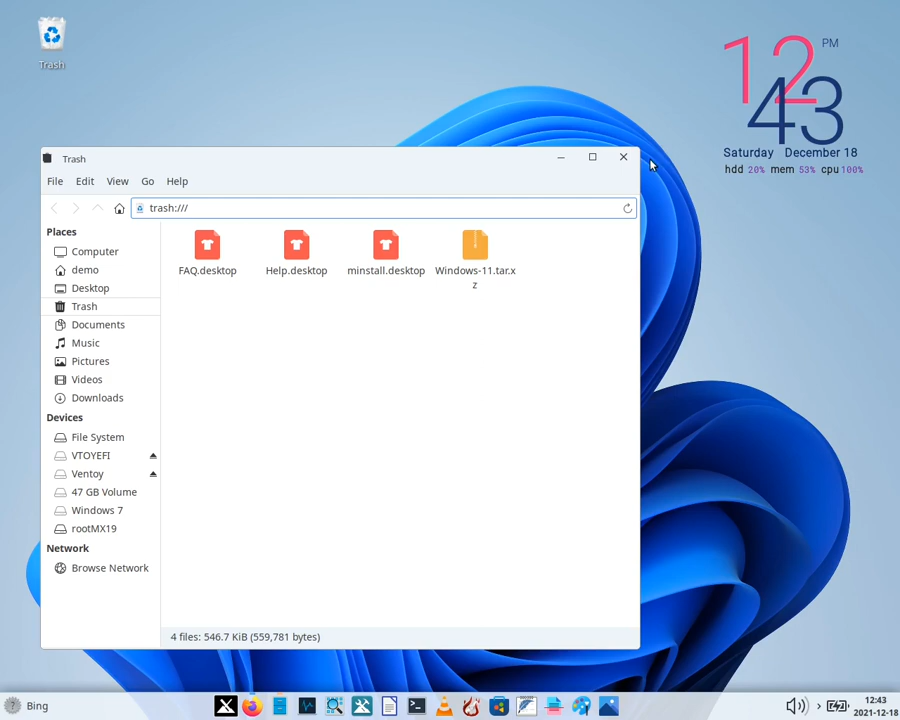 Trash
12 PM
43
Saturday December 18
hdd 20% mem 53% cpu 100%
Trash
File Edit View Go Help
trash:///
Places
Computer
demo
Desktop
Trash
Documents
Music
Pictures
Videos
Downloads
Devices
File System
VTOYEFI
Ventoy
47 GB Volume
Windows 7
rootMX19
Network
Browse Network
FAQ.desktop
Help.desktop
minstall.desktop
Windows-11.tar.x
z
4 files: 546.7 KiB (559,781 bytes)
Bing
12:43
2021-12-18